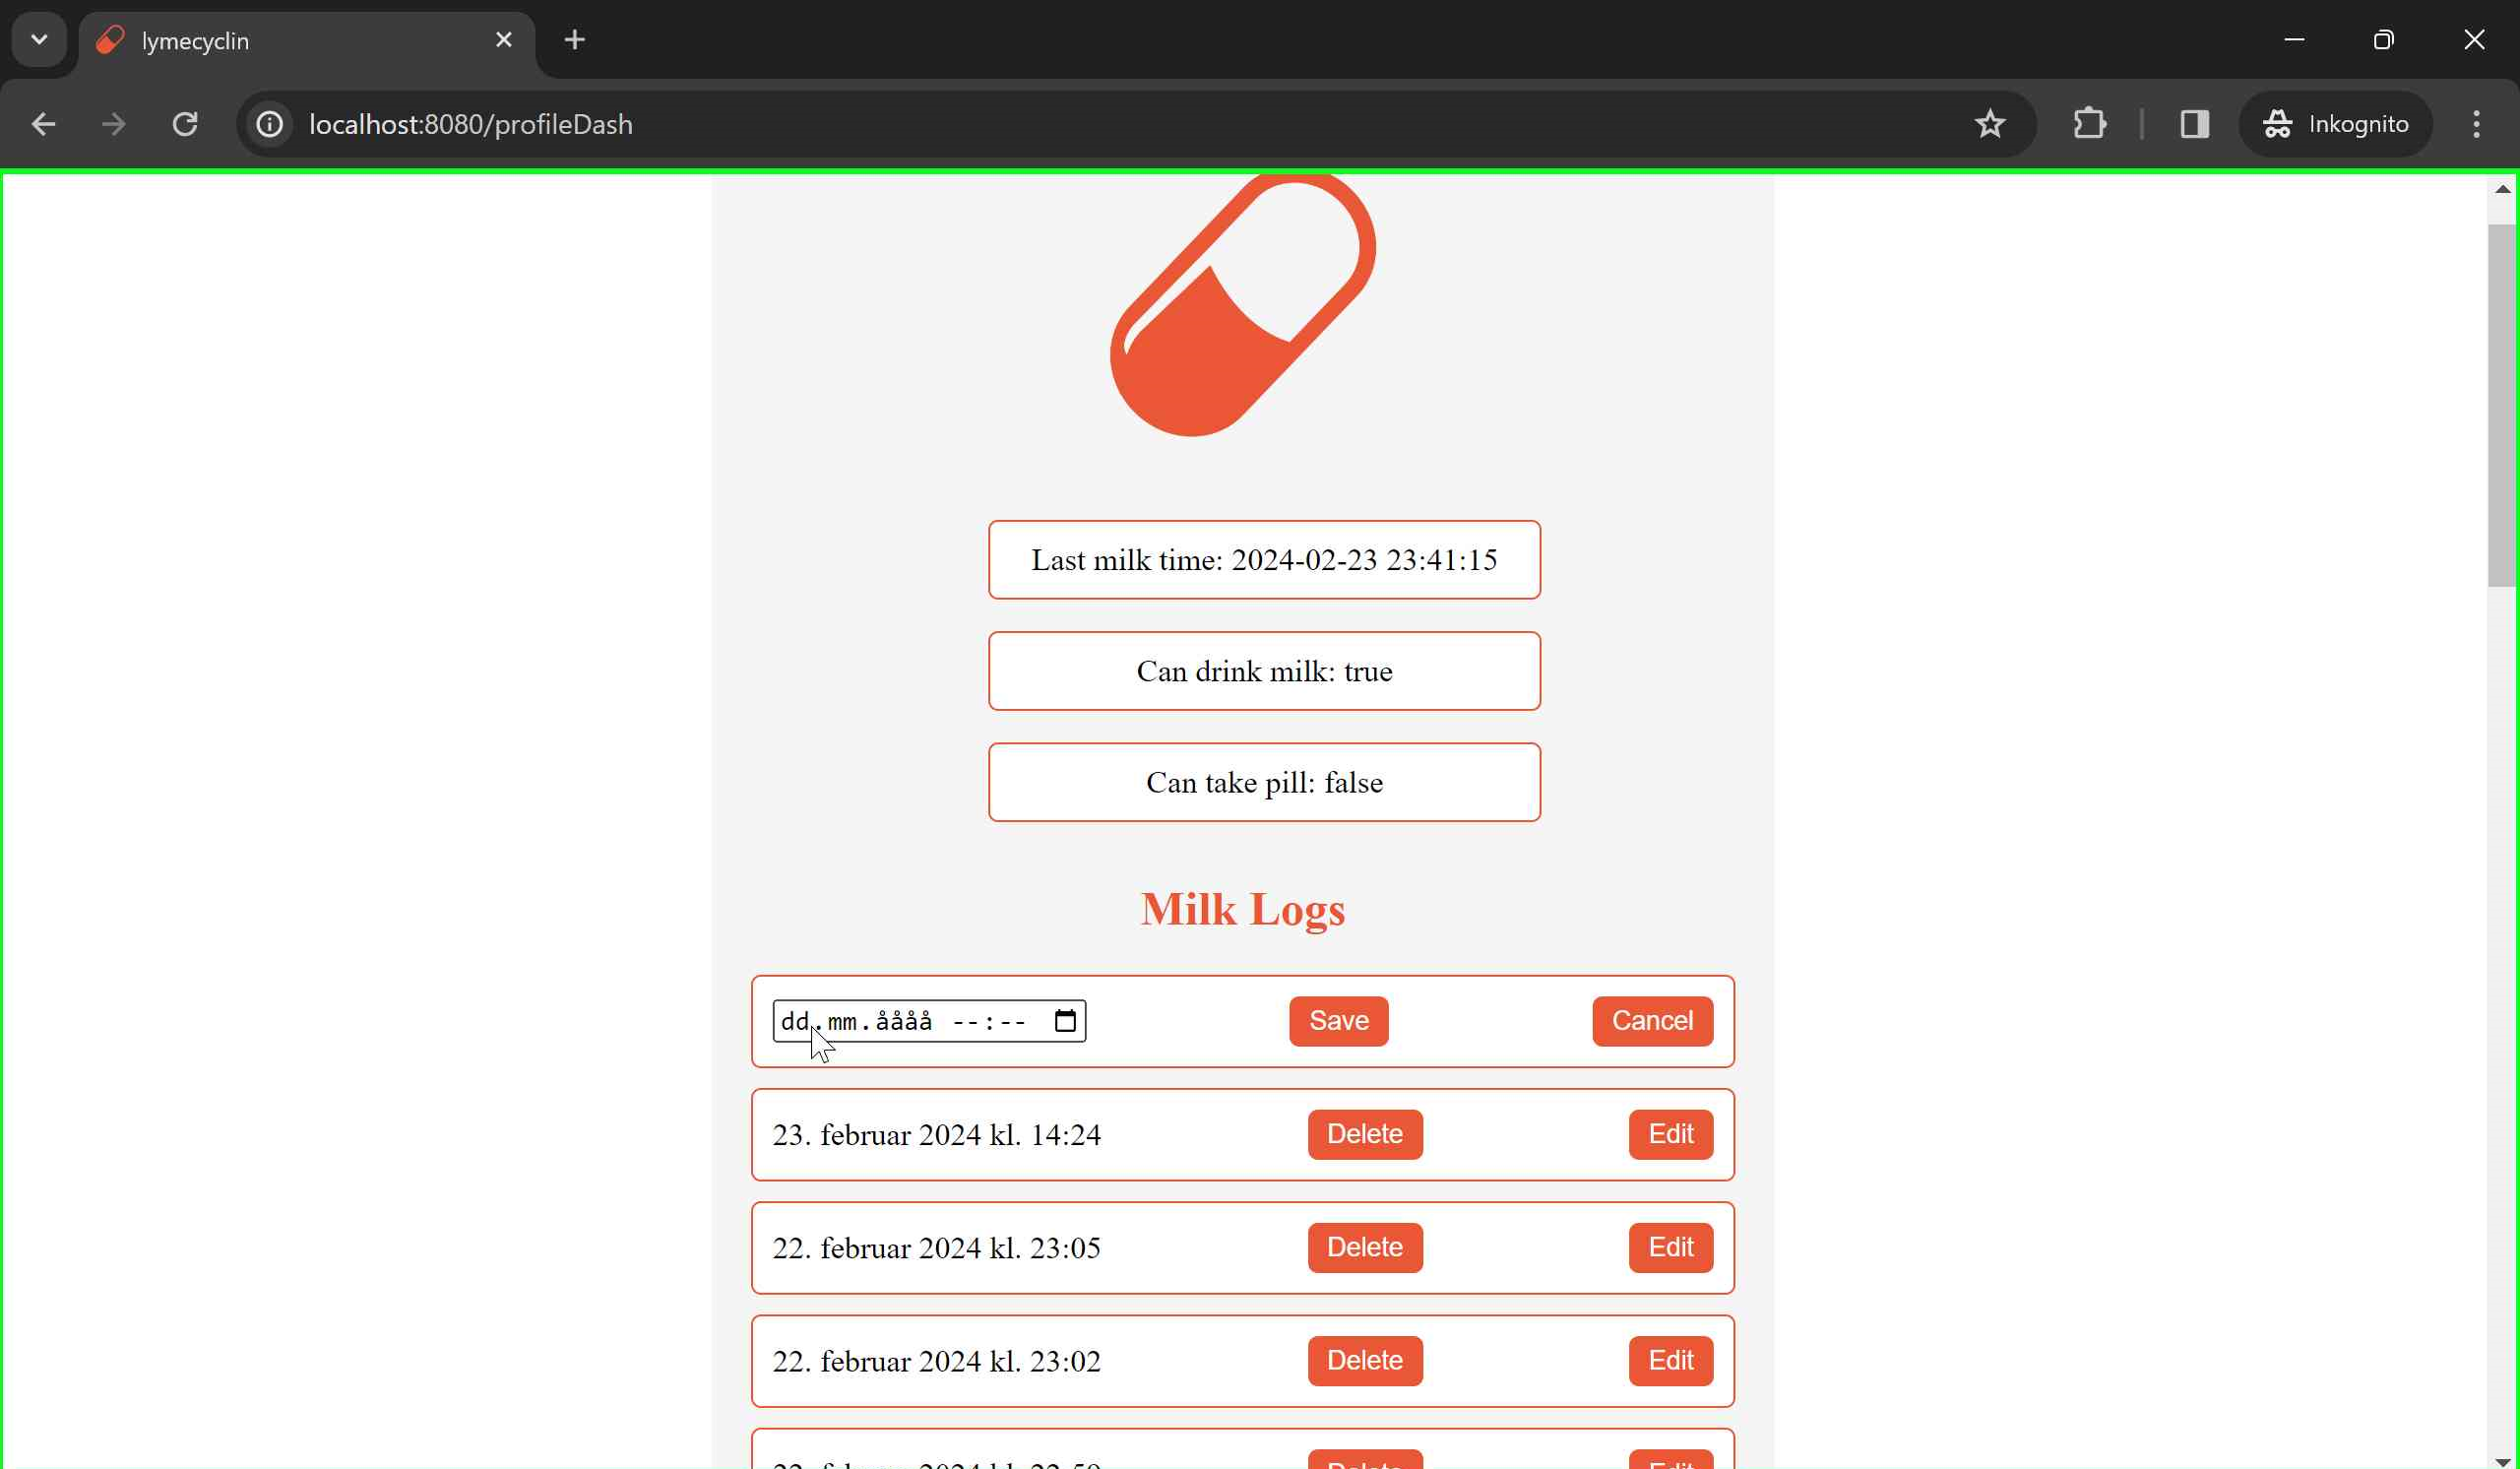 lymecyclin
localhost:8080/profileDash
Inkognito
Last milk time: 2024-02-23 23:41:15
Can drink milk: true
Can take pill: false
Milk Logs
dd.mm.åååå --:-- Save Cancel
23. februar 2024 kl. 14:24 Delete Edit
22. februar 2024 kl. 23:05 Delete Edit
22. februar 2024 kl. 23:02 Delete Edit